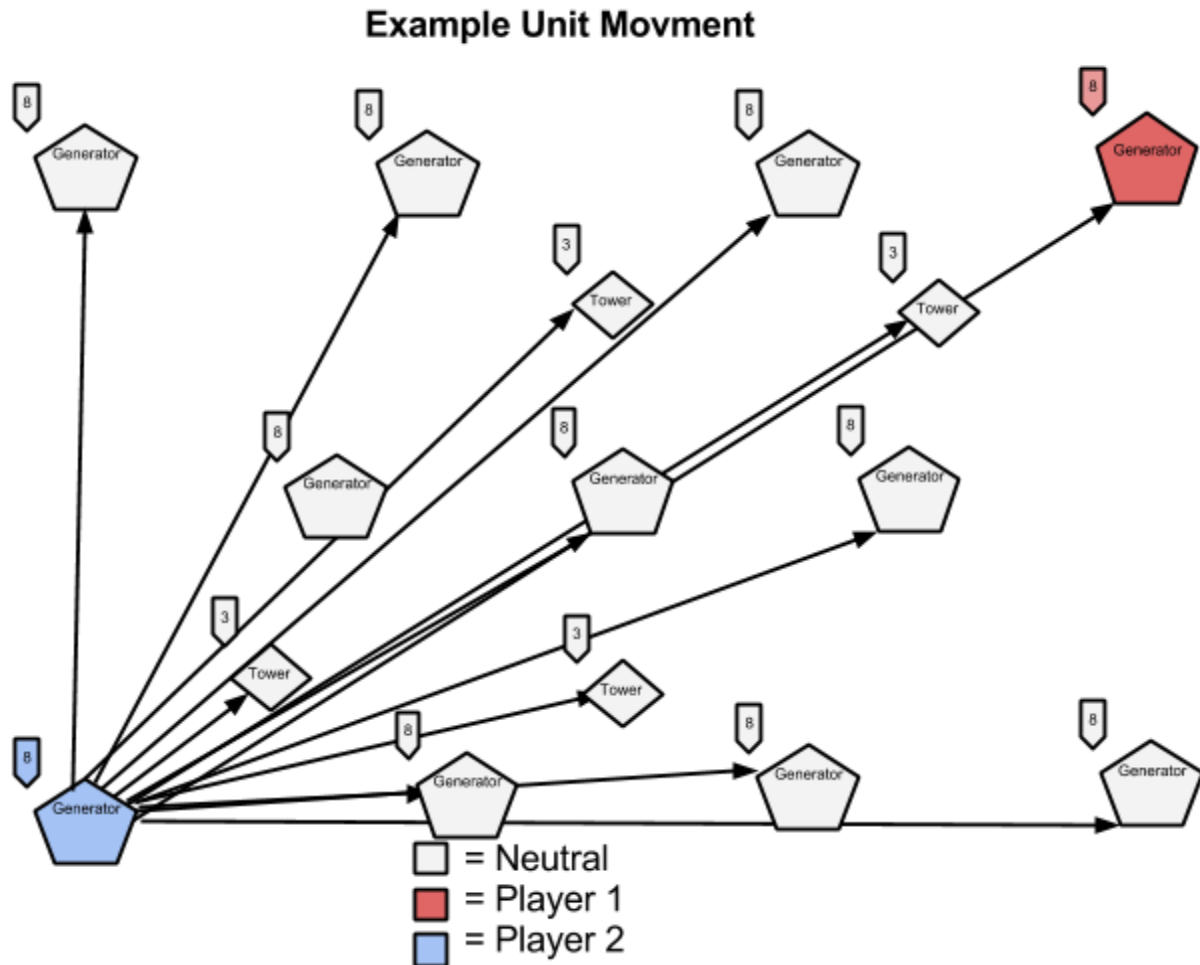 Example Unit Movment
8
8
8
8
Generator
Generator
Generator
Generator
3
3
Tower
Tower
8
8
8
Generator
Generator
Generator
3
3
Tower
Tower
8
8
8
8
Generator
Generator
Generator
Generator
= Neutral
= Player 1
= Player 2